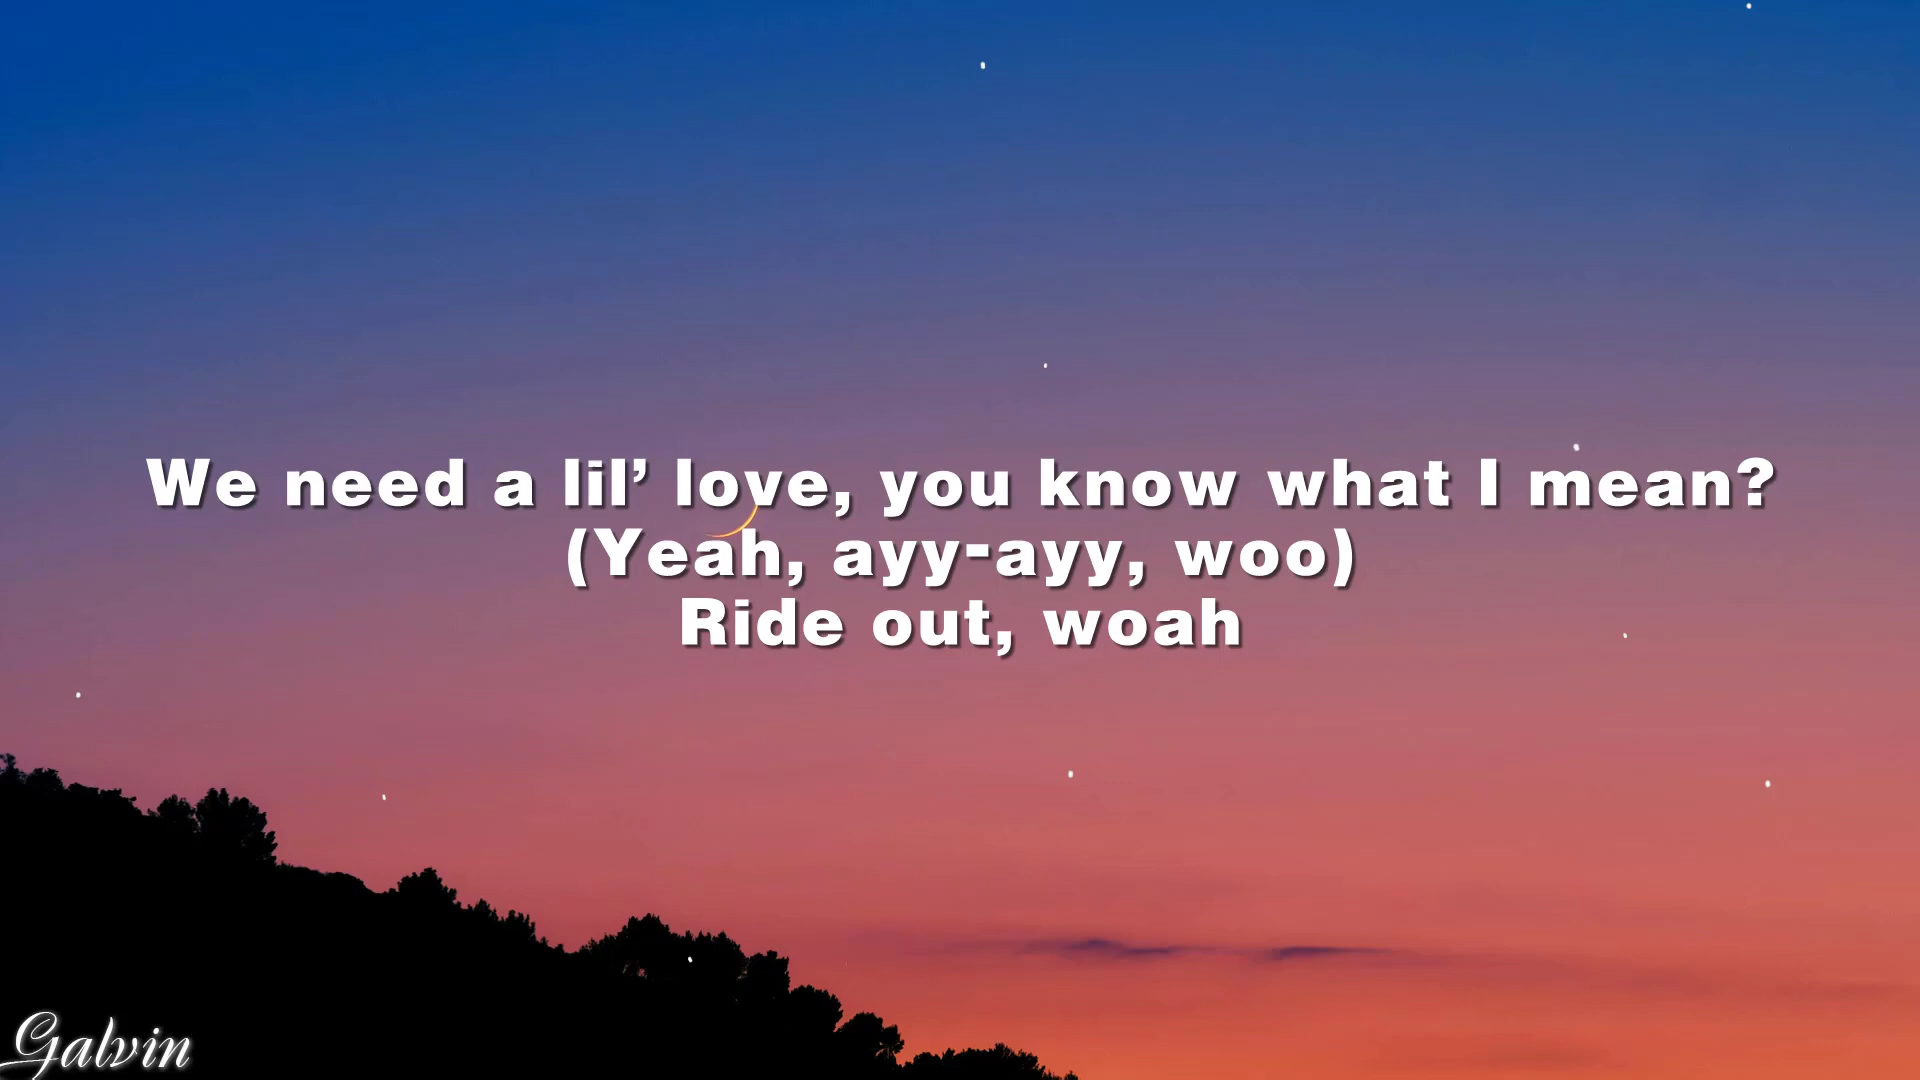 We need a lil’ love, you know what I mean?
(Yeah, ayy-ayy, woo)
Ride out, woah
Galvin